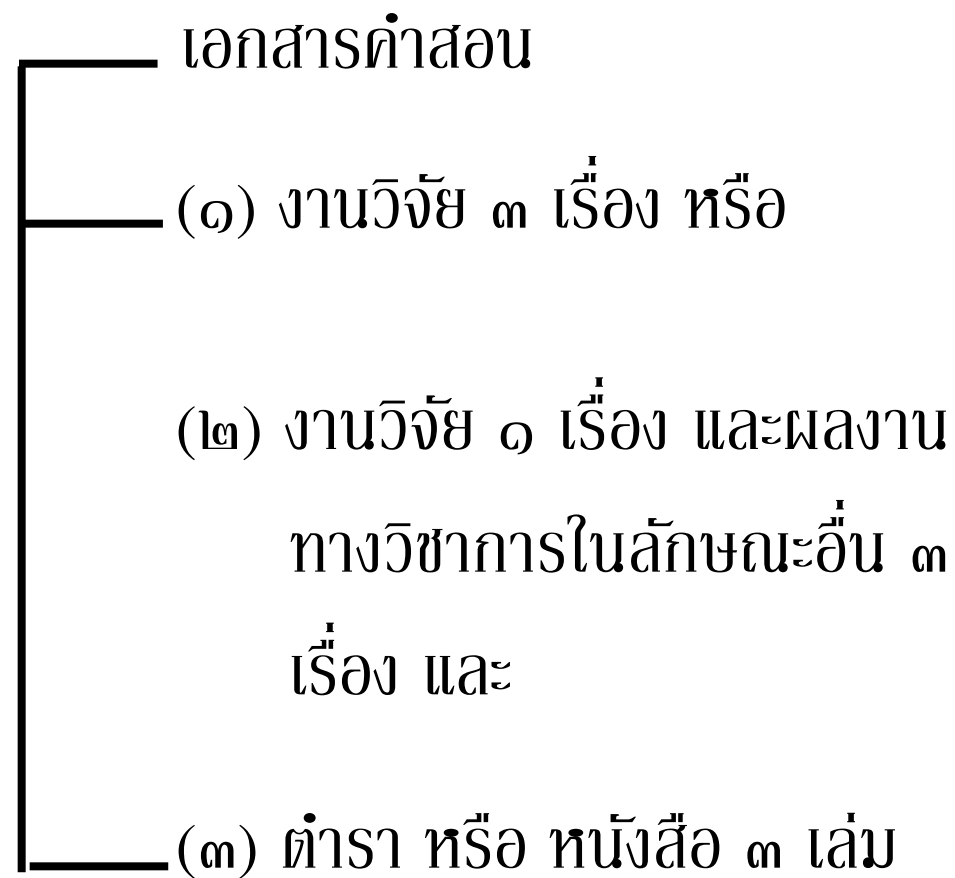 เอกสารคำสอน
(๑) งานวิจัย ๓ เรื่อง หรือ
(๒) งานวิจัย ๑ เรื่อง และผลงาน
ทางวิชาการในลักษณะอื่น ๓
เรื่อง และ
(๓) ตำรา หรือ หนังสือ ๓ เล่ม